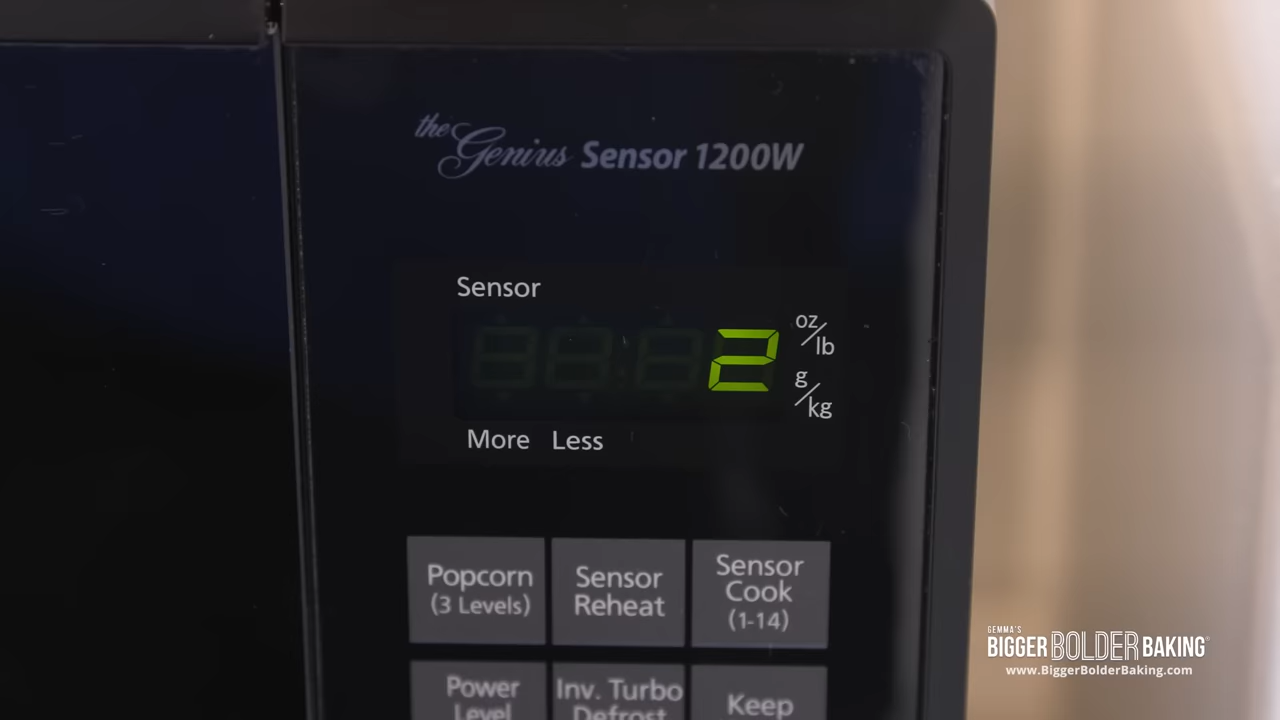 the Genius Sensor 1200W
Sensor
2
oz/lb
g/kg
More Less
Popcorn
(3 Levels)
Sensor
Reheat
Sensor
Cook
(1-14)
Power
Level
Inv. Turbo
Defrost
Keep
GEMMA'S
BIGGER BOLDER BAKING®
www.BiggerBolderBaking.com